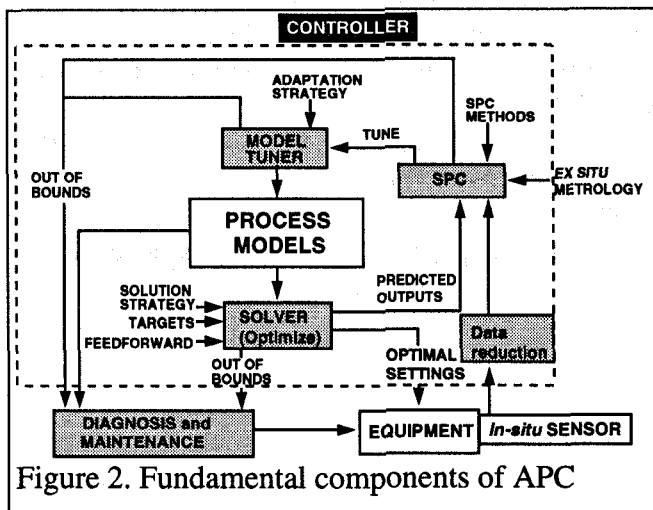 CONTROLLER
ADAPTATION
STRATEGY
SPC
METHODS
MODEL
TUNER
TUNE
OUT OF
BOUNDS
SPC
EX SITU
METROLOGY
PROCESS
MODELS
SOLUTION
STRATEGY
TARGETS
FEEDFORWARD
SOLVER
(Optimize)
PREDICTED
OUTPUTS
Data
reduction
OUT OF
BOUNDS
OPTIMAL
SETTINGS
DIAGNOSIS and
MAINTENANCE
EQUIPMENT
In-situ SENSOR
Figure 2. Fundamental components of APC